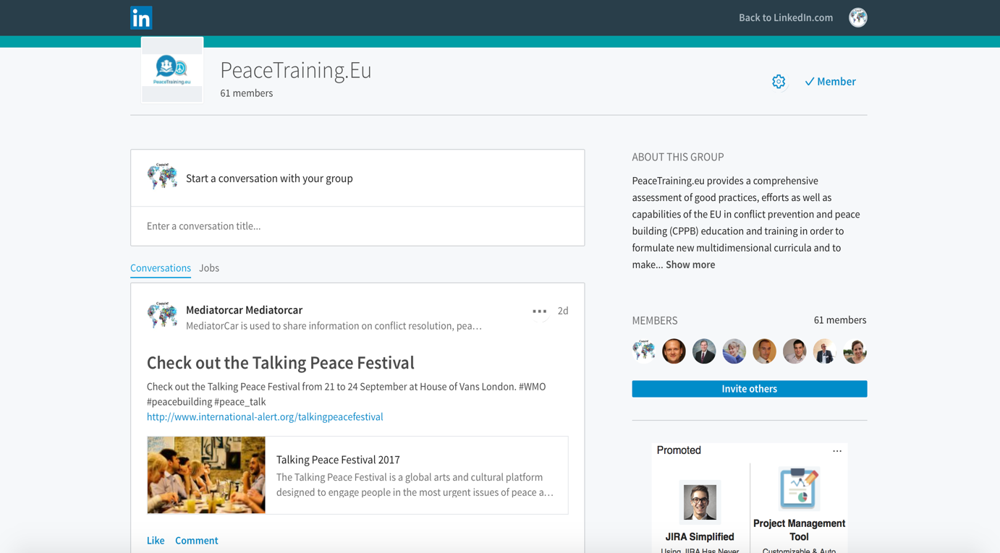 in
Back to LinkedIn.com
PeaceTraining.eu
PeaceTraining.Eu
61 members
Member
Start a conversation with your group
Enter a conversation title...
Conversations Jobs
Mediatorcar Mediatorcar
2d
MediatorCar is used to share information on conflict resolution, pea…
Check out the Talking Peace Festival
Check out the Talking Peace Festival from 21 to 24 September at House of Vans London. #WMO
#peacebuilding #peace_talk
http://www.international-alert.org/talkingpeacefestival
Talking Peace Festival 2017
The Talking Peace Festival is a global arts and cultural platform
designed to engage people in the most urgent issues of peace a…
Like Comment
ABOUT THIS GROUP
PeaceTraining.eu provides a comprehensive
assessment of good practices, efforts as well as
capabilities of the EU in conflict prevention and peace
building (CPPB) education and training in order to
formulate new multidimensional curricula and to
make... Show more
MEMBERS
61 members
Invite others
Promoted
JIRA Simplified
Using JIRA Has Never
Project Management
Tool
Customizable & Auto